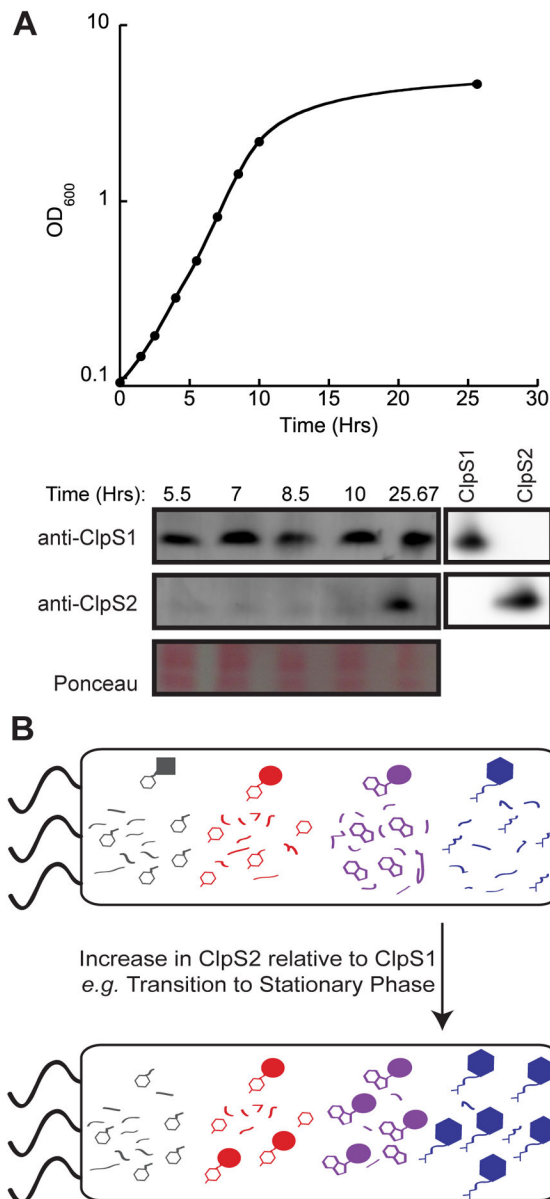 A
10
1
0.1
OD600
0 5 10 15 20 25 30
Time (Hrs)
ClpS1
ClpS2
Time (Hrs): 5.5 7 8.5 10 25.67
anti-ClpS1
anti-ClpS2
Ponceau
B
Increase in ClpS2 relative to ClpS1
e.g. Transition to Stationary Phase